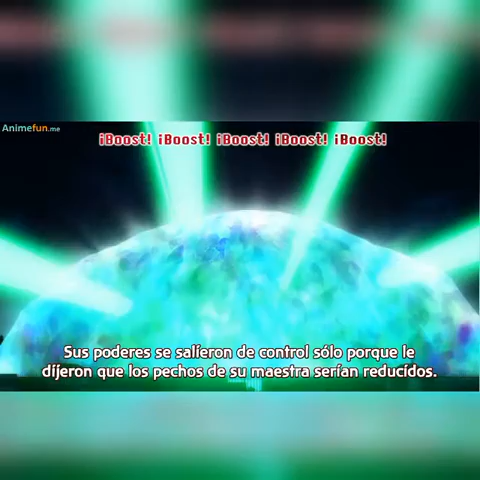 Animefun.me
¡Boost! ¡Boost! ¡Boost! ¡Boost! ¡Boost!
Sus poderes se salieron de control sólo porque le
dijeron que los pechos de su maestra serían reducidos.